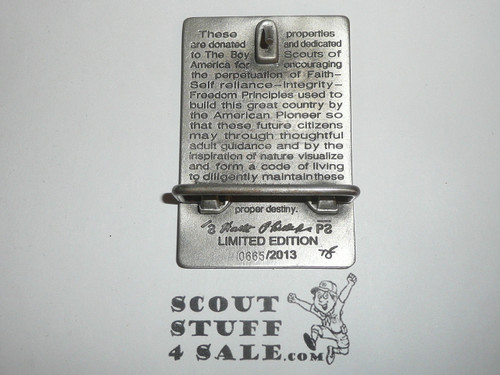 These properties
are donated and dedicated
to The Boy Scouts of
America for encouraging
the perpetuation of Faith-
Self reliance-integrity-
Freedom Principles used to
build this great country by
the American Pioneer so
that these future citizens
may through thoughtful
adult guidance and by the
inspiration of nature visualize
and form a code of living
to diligently maintain these
proper destiny.
Waite Phillips
LIMITED EDITION
0665/2013
SCOUT
STUFF
4 SALE.com